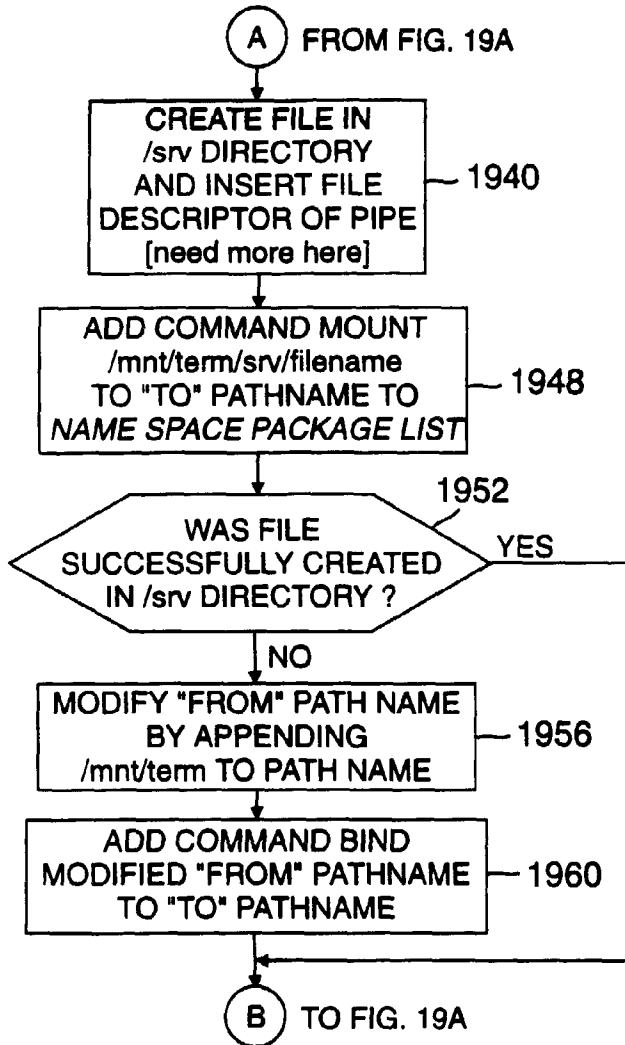 A FROM FIG. 19A
CREATE FILE IN
/srv DIRECTORY
AND INSERT FILE
DESCRIPTOR OF PIPE
[need more here]
1940
ADD COMMAND MOUNT
/mnt/term/srv/filename
TO "TO" PATHNAME TO
NAME SPACE PACKAGE LIST
1948
1952
WAS FILE
SUCCESSFULLY CREATED
IN /srv DIRECTORY ?
YES
NO
MODIFY "FROM" PATH NAME
BY APPENDING
/mnt/term TO PATH NAME
1956
ADD COMMAND BIND
MODIFIED "FROM" PATHNAME
TO "TO" PATHNAME
1960
B TO FIG. 19A